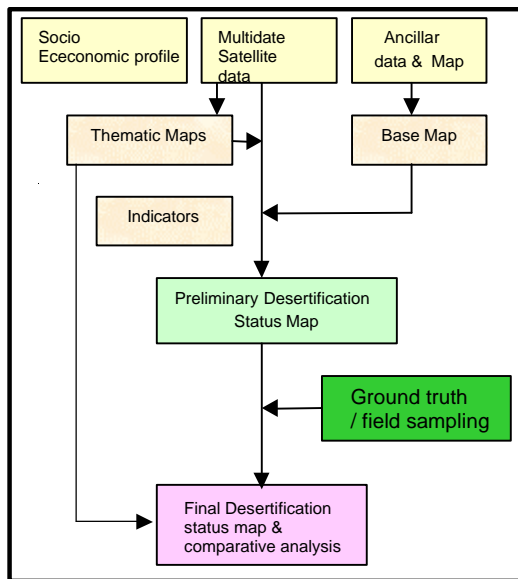 Socio
Ececonomic profile
Multidate
Satellite
data
Ancillar
data & Map
Thematic Maps
Base Map
Indicators
Preliminary Desertification
Status Map
Ground truth
/ field sampling
Final Desertification
status map &
comparative analysis